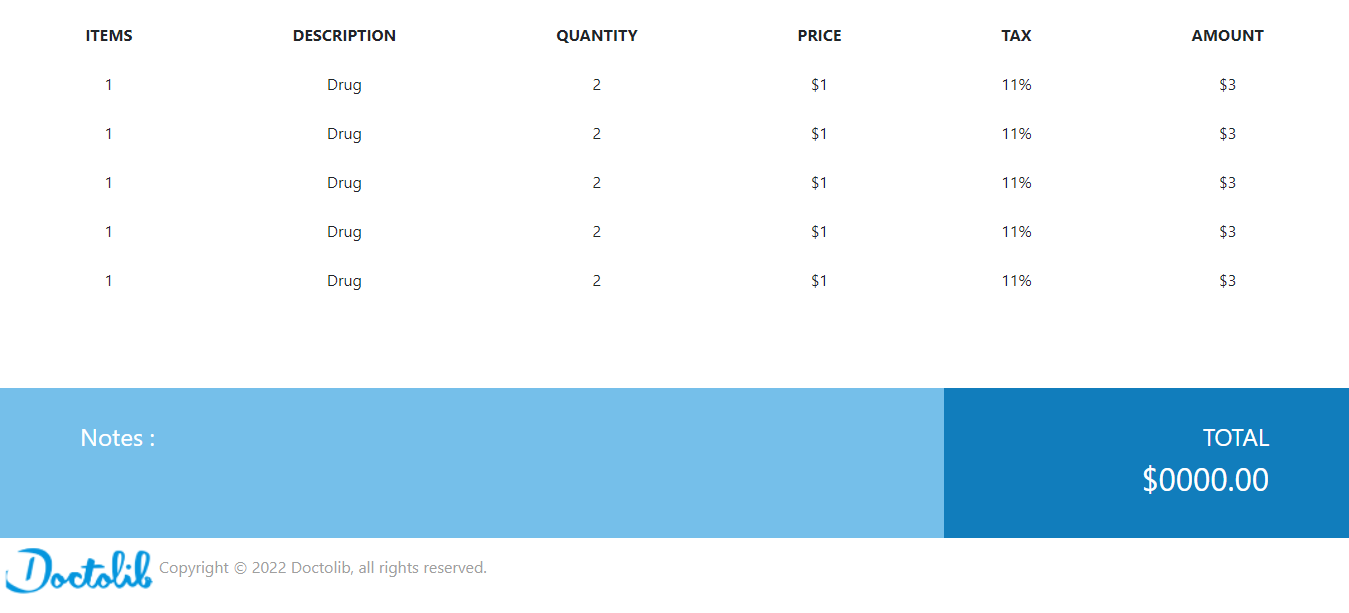 ITEMS DESCRIPTION QUANTITY PRICE TAX AMOUNT
1 Drug 2 $1 11% $3
1 Drug 2 $1 11% $3
1 Drug 2 $1 11% $3
1 Drug 2 $1 11% $3
1 Drug 2 $1 11% $3
Notes :
TOTAL
$0000.00
Doctolib Copyright © 2022 Doctolib, all rights reserved.